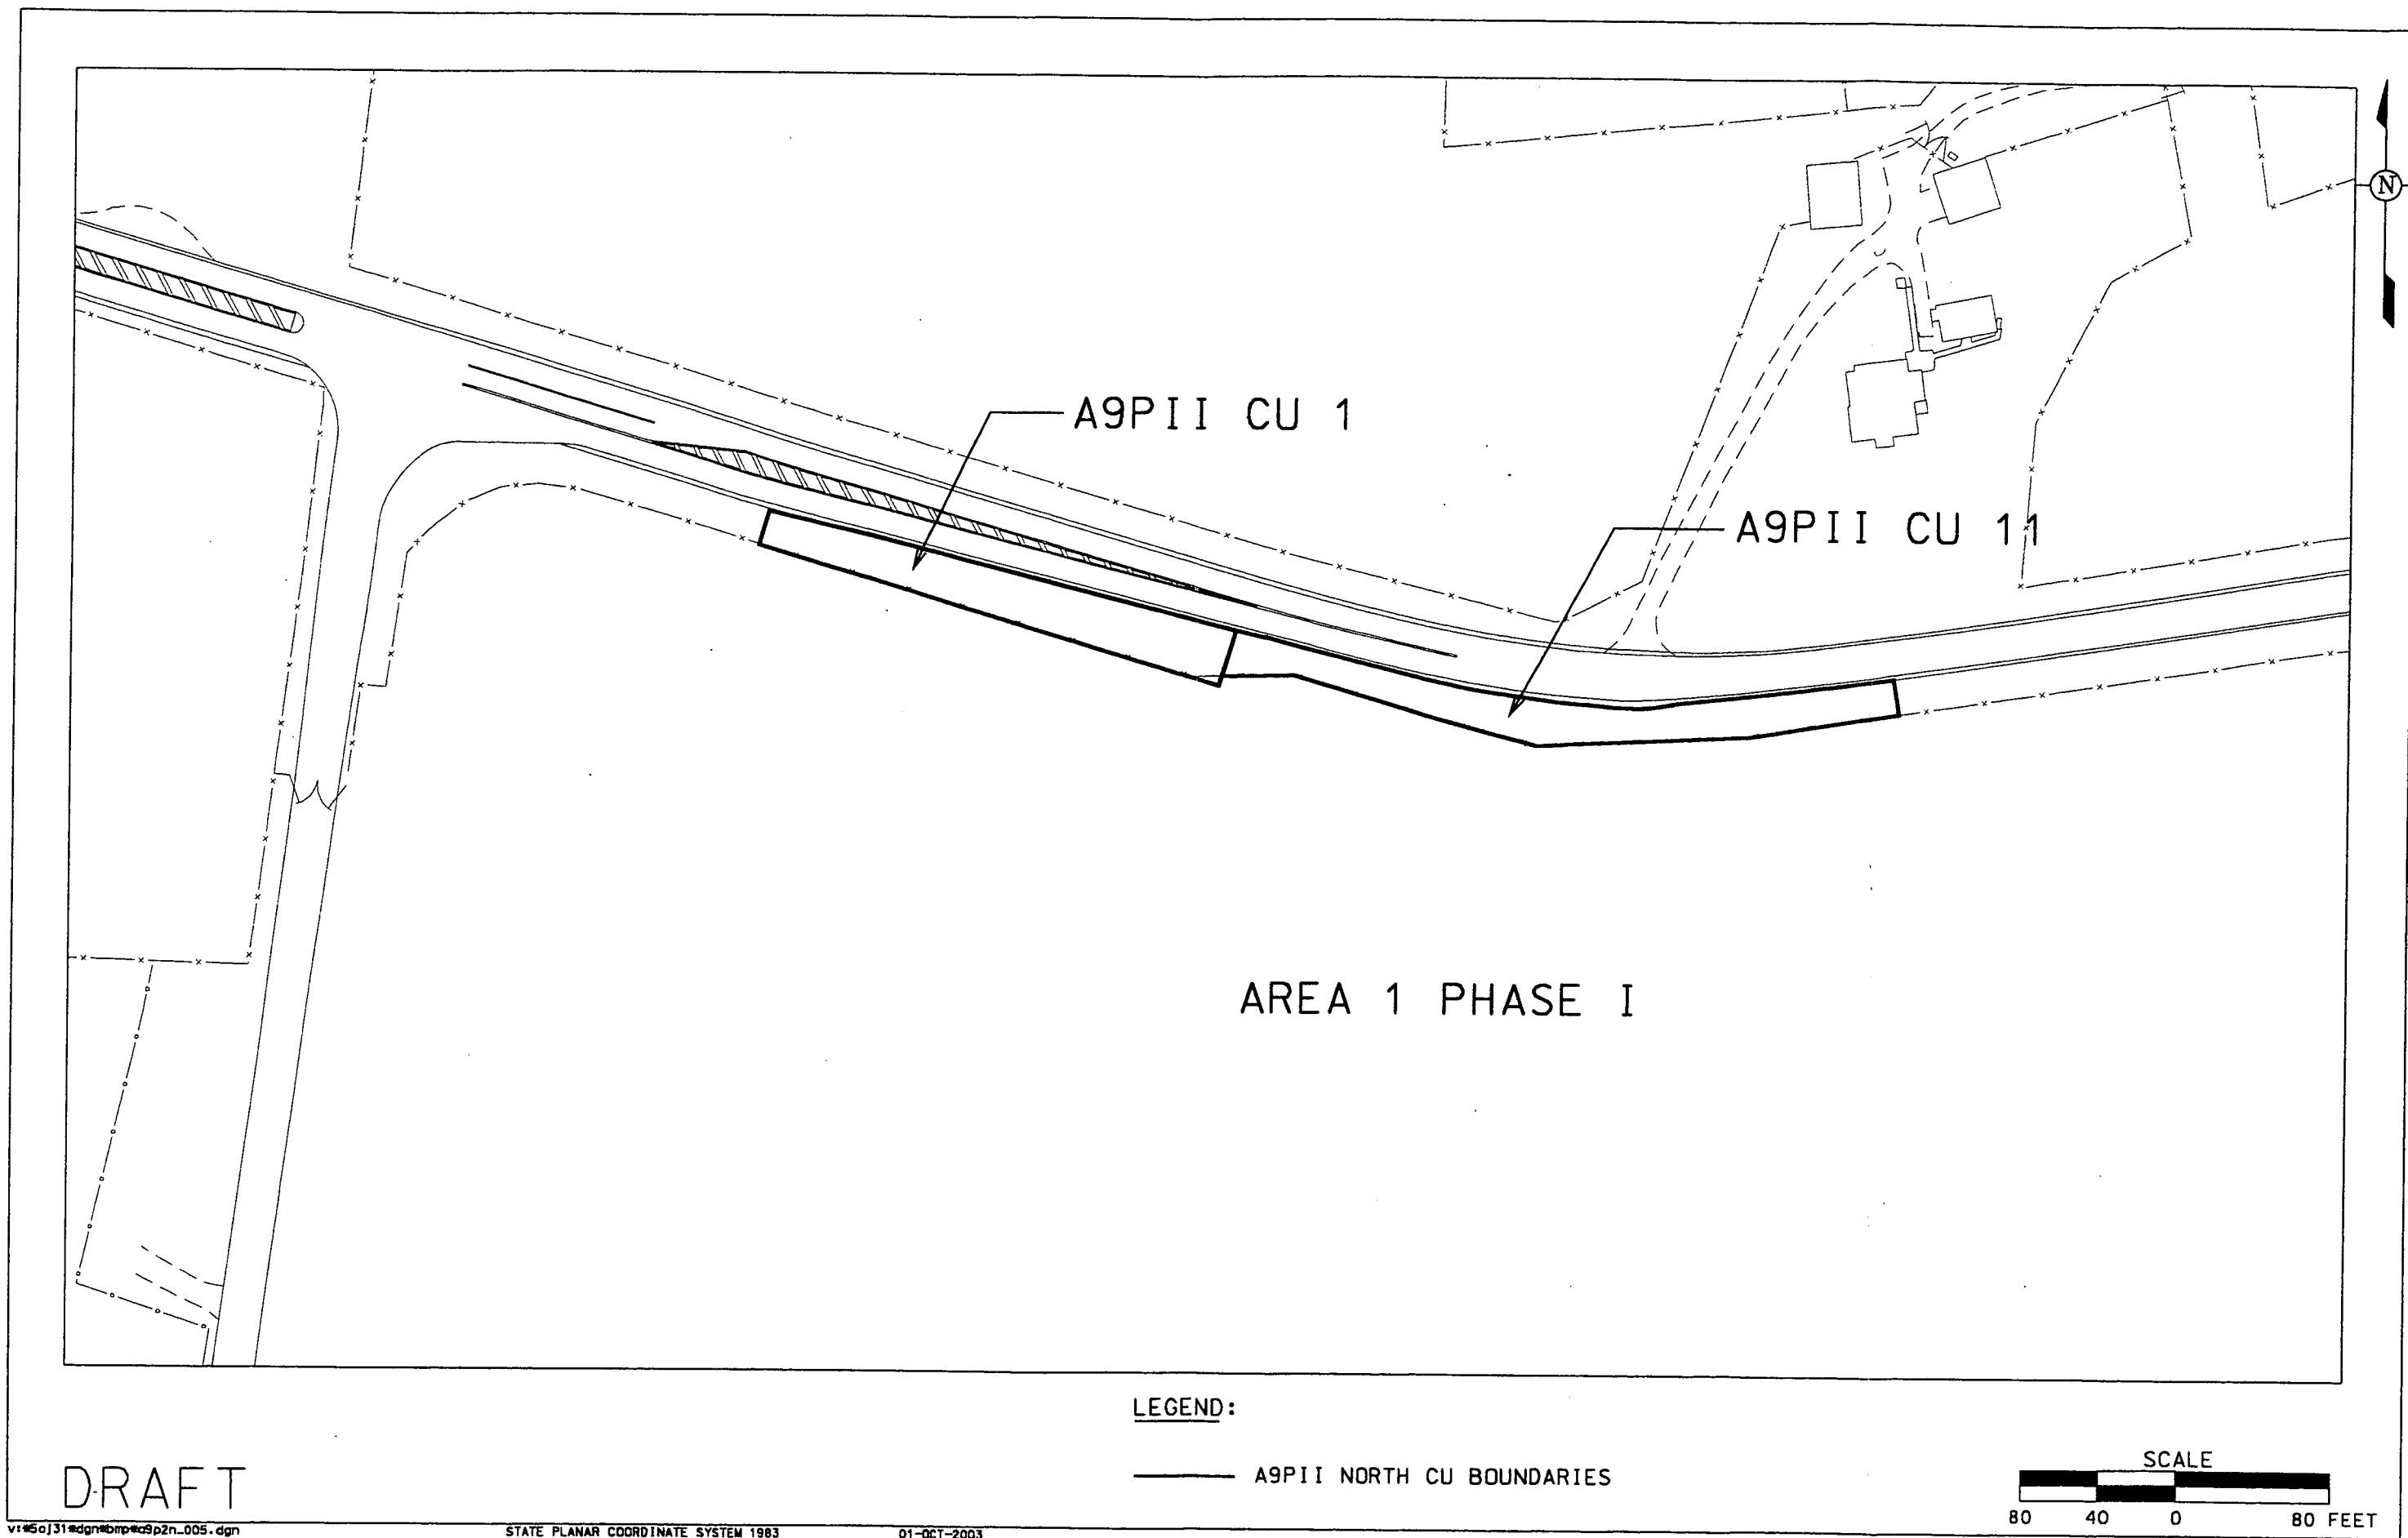 N
A9PII CU 1
A9PII CU 11
AREA 1 PHASE I
LEGEND:
A9PII NORTH CU BOUNDARIES
SCALE
80 40 0 80 FEET
DRAFT
STATE PLANAR COORDINATE SYSTEM 1983
01-OCT-2003